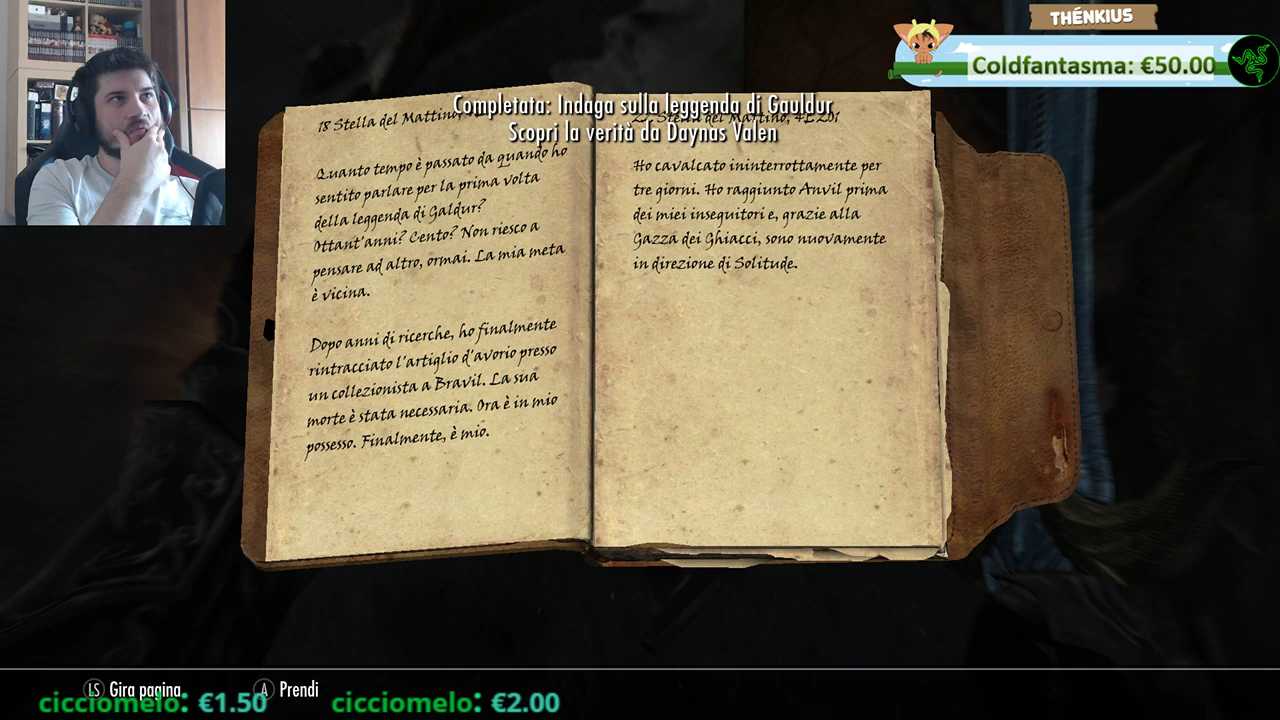 THÉNKIUS
Coldfantasma: €50.00
Completata: Indaga sulla leggenda di Gauldur
Scopri la verità da Daynas Valen
18 Stella del Mattino,
Quanto tempo è passato da quando ho
sentito parlare per la prima volta
della leggenda di Galdur?
Ottant'anni? Cento? Non riesco a
pensare ad altro, ormai. La mia meta
è vicina.
Dopo anni di ricerche, ho finalmente
rintracciato l'artiglio d'avorio presso
un collezionista a Bravil. La sua
morte è stata necessaria. Ora è in mio
possesso. Finalmente, è mio.
Stella del Mattino, 4E201
Ho cavalcato ininterrottamente per
tre giorni. Ho raggiunto Anvil prima
dei miei inseguitori e, grazie alla
Gazza dei Ghiacci, sono nuovamente
in direzione di Solitude.
LS Gira pagina
A Prendi
cicciomelo: €1.50
cicciomelo: €2.00